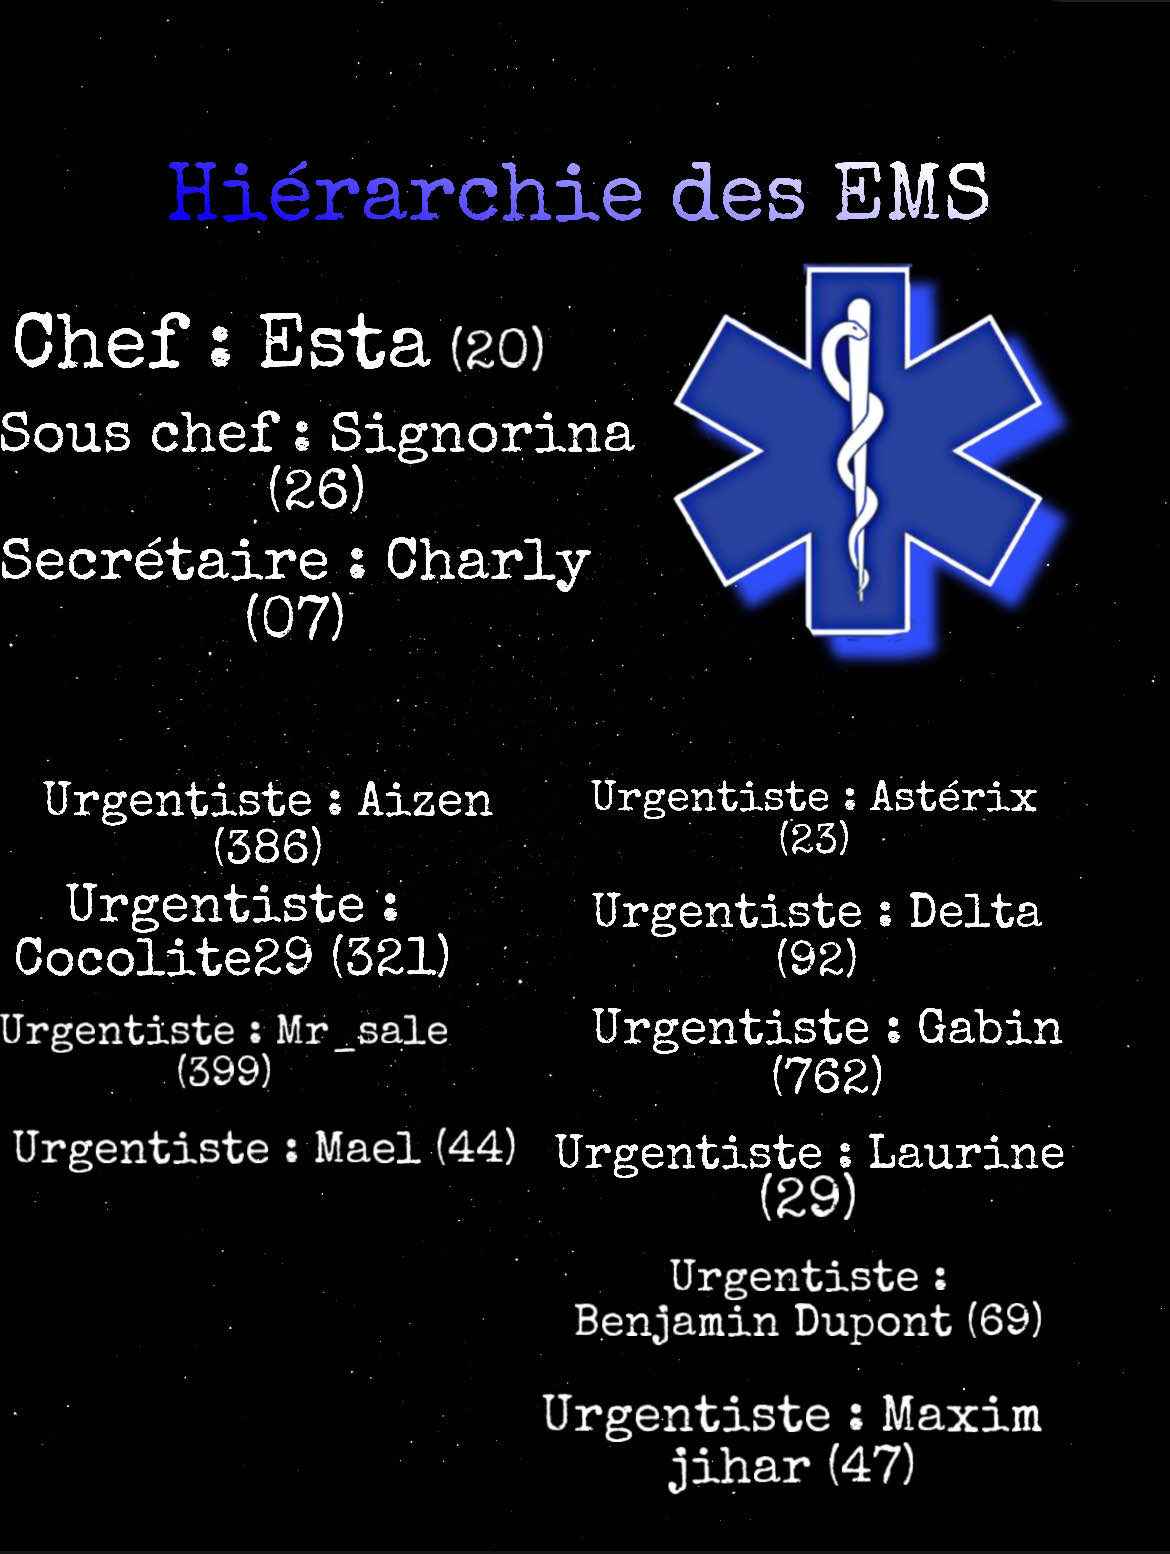 Hiérarchie des EMS
Chef : Esta (20)
Sous chef : Signorina
(26)
Secrétaire : Charly
(07)
Urgentiste : Aizen
(386)
Urgentiste :
Cocolite29 (321)
Urgentiste : Mr_sale
(399)
Urgentiste : Mael (44)
Urgentiste : Astérix
(23)
Urgentiste : Delta
(92)
Urgentiste : Gabin
(762)
Urgentiste : Laurine
(29)
Urgentiste :
Benjamin Dupont (69)
Urgentiste : Maxim
jihar (47)